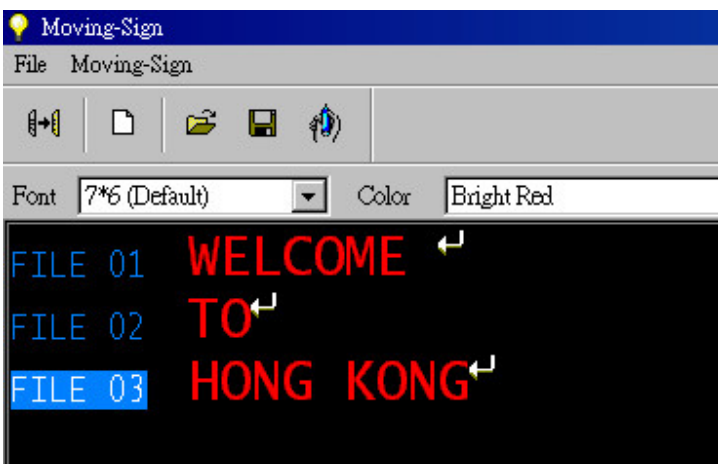 Moving-Sign
File Moving-Sign
Font 7*6 (Default) Color Bright Red
FILE 01 WELCOME
FILE 02 TO
FILE 03 HONG KONG